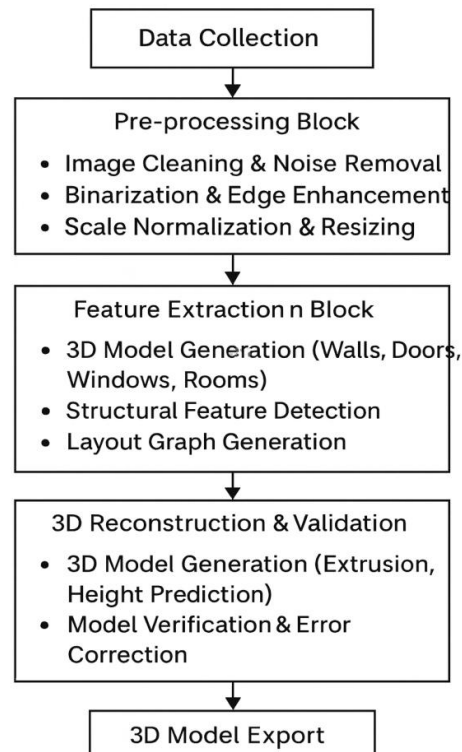 Data Collection
Pre-processing Block
• Image Cleaning & Noise Removal
• Binarization & Edge Enhancement
• Scale Normalization & Resizing
Feature Extraction n Block
• 3D Model Generation (Walls, Doors,
Windows, Rooms)
• Structural Feature Detection
• Layout Graph Generation
3D Reconstruction & Validation
• 3D Model Generation (Extrusion,
Height Prediction)
• Model Verification & Error
Correction
3D Model Export